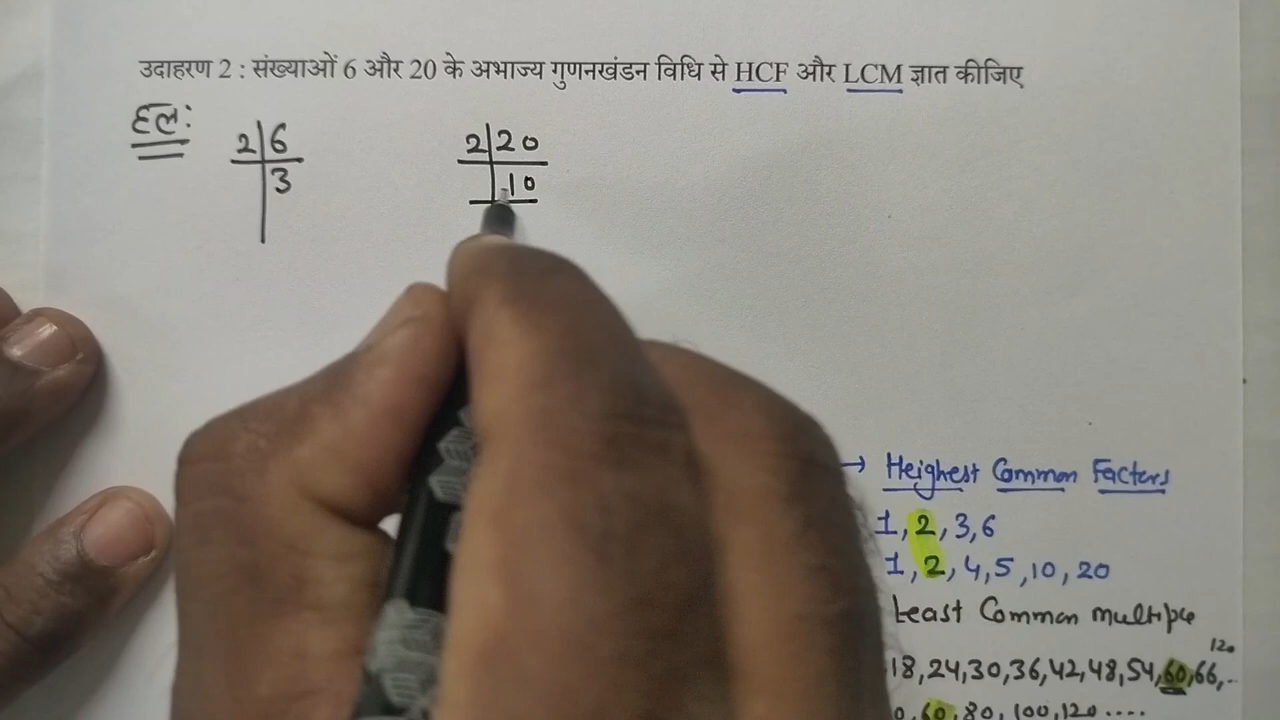 उदाहरण 2 : संख्याओं 6 और 20 के अभाज्य गुणनखंडन विधि से HCF और LCM ज्ञात कीजिए
हल:
2 6
3
2 20
10
→ Heighest Common Factors
1, 2, 3, 6
1, 2, 4, 5, 10, 20
Least Common multiple
120
18, 24, 30, 36, 42, 48, 54, 60, 66, ..
0, 60, 80, 100, 120 ....